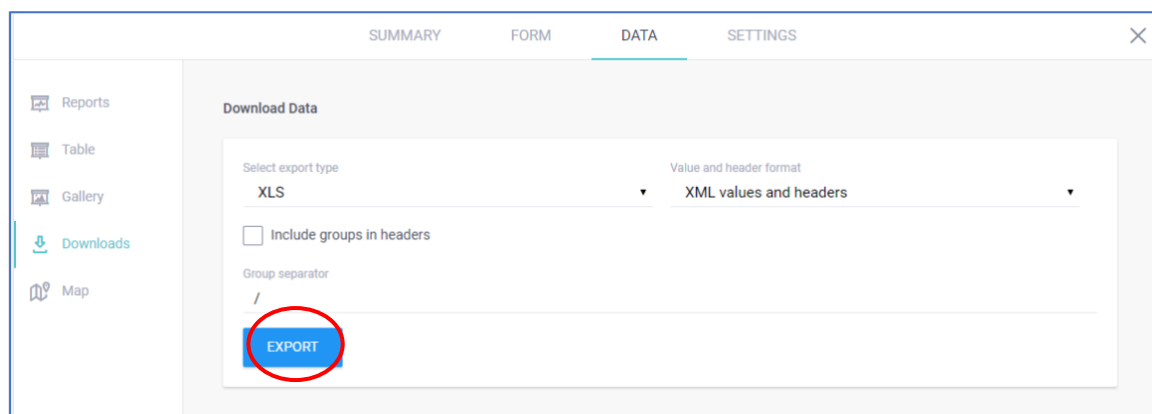 SUMMARY FORM DATA SETTINGS
Reports
Table
Gallery
Downloads
Map
Download Data
Select export type Value and header format
XLS XML values and headers
Include groups in headers
Group separator
/
EXPORT